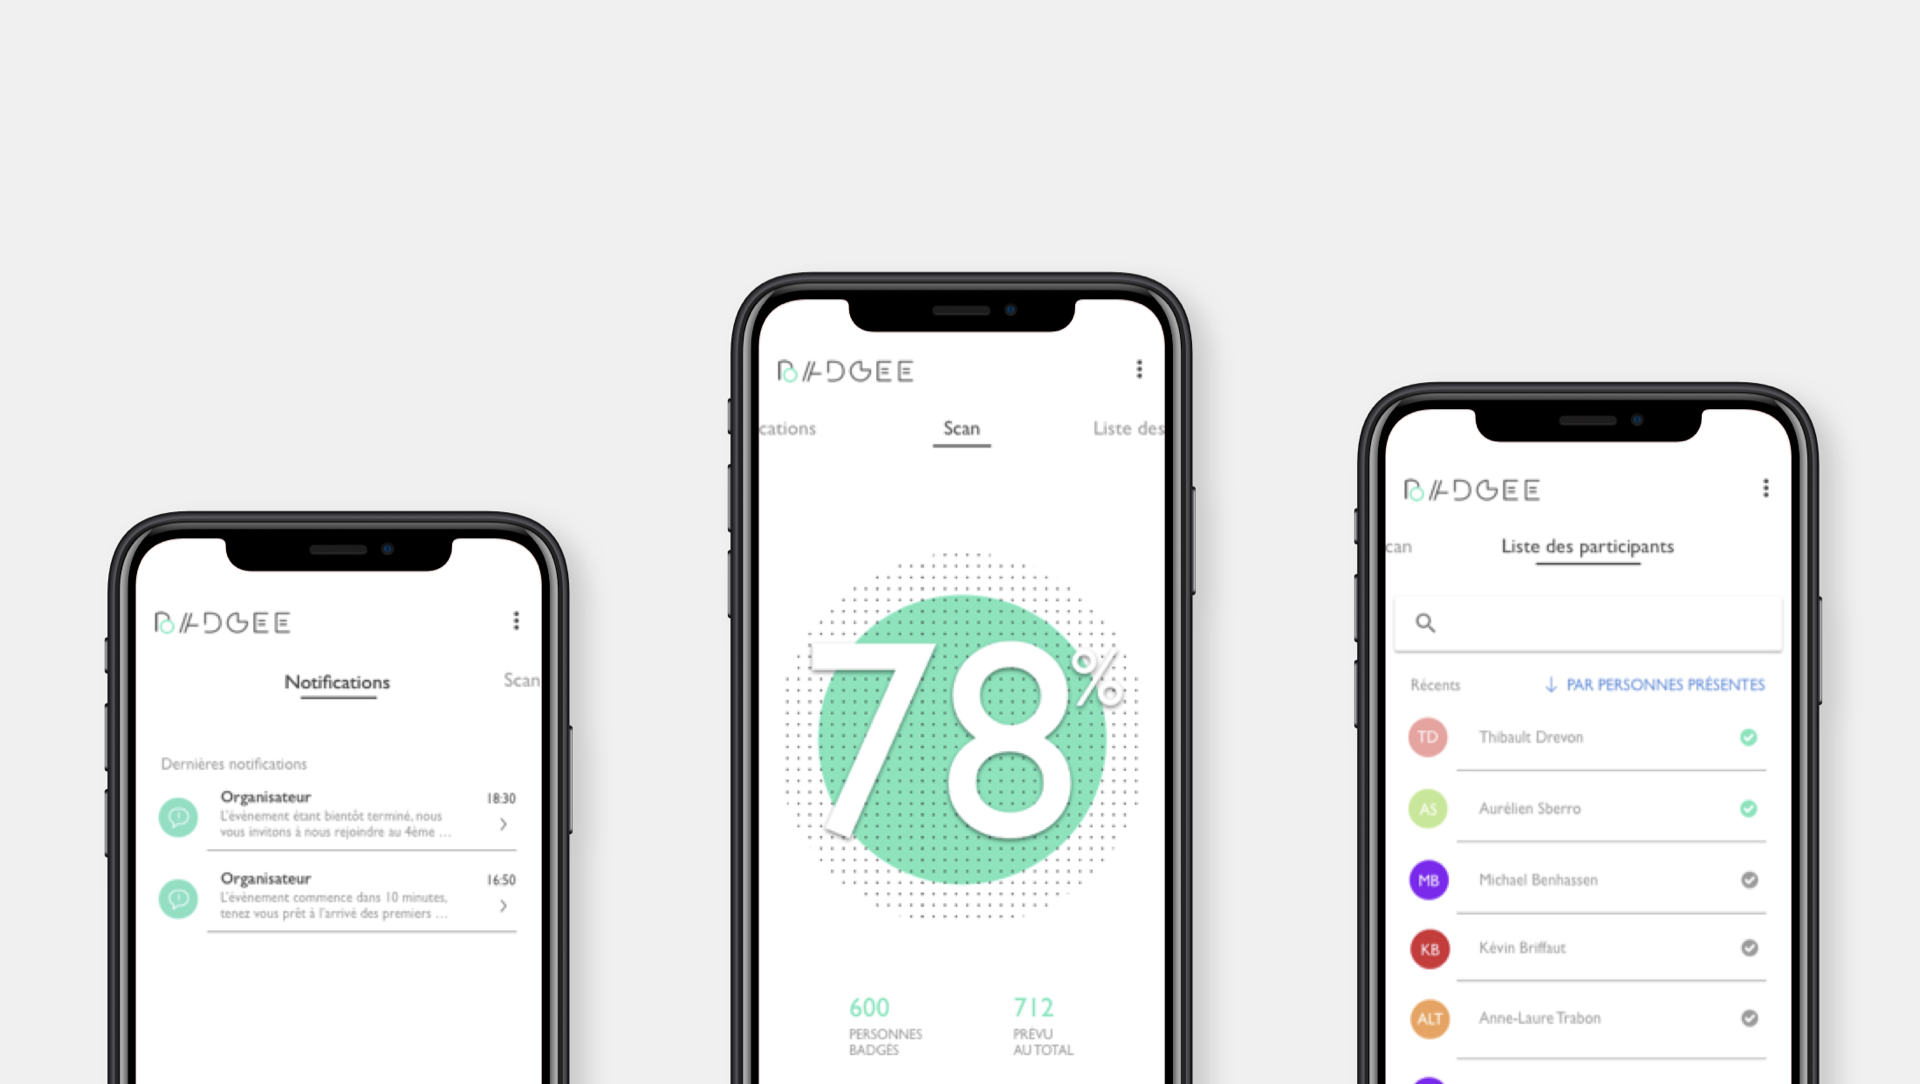 BADGEE
Notifications
Scan
Dernières notifications
Organisateur
18:30
L'évènement étant bientôt terminé, nous
vous invitons à nous rejoindre au 4ème ...
Organisateur
16:50
L'évènement commence dans 10 minutes,
tenez vous prêt à l'arrivé des premiers ...
BADGEE
cations
Scan
Liste des
78%
600
PERSONNES
BADGÉS
712
PRÉVU
AU TOTAL
BADGEE
can
Liste des participants
Récents
↓ PAR PERSONNES PRÉSENTES
TD
Thibault Drevon
AS
Aurélien Sberro
MB
Michael Benhassen
KB
Kévin Briffaut
ALT
Anne-Laure Trabon